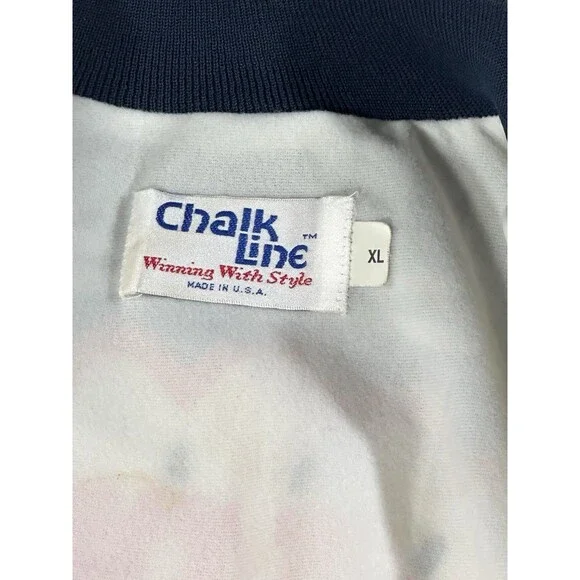 Chalk
Line™
Winning With Style
MADE IN U.S.A.
XL